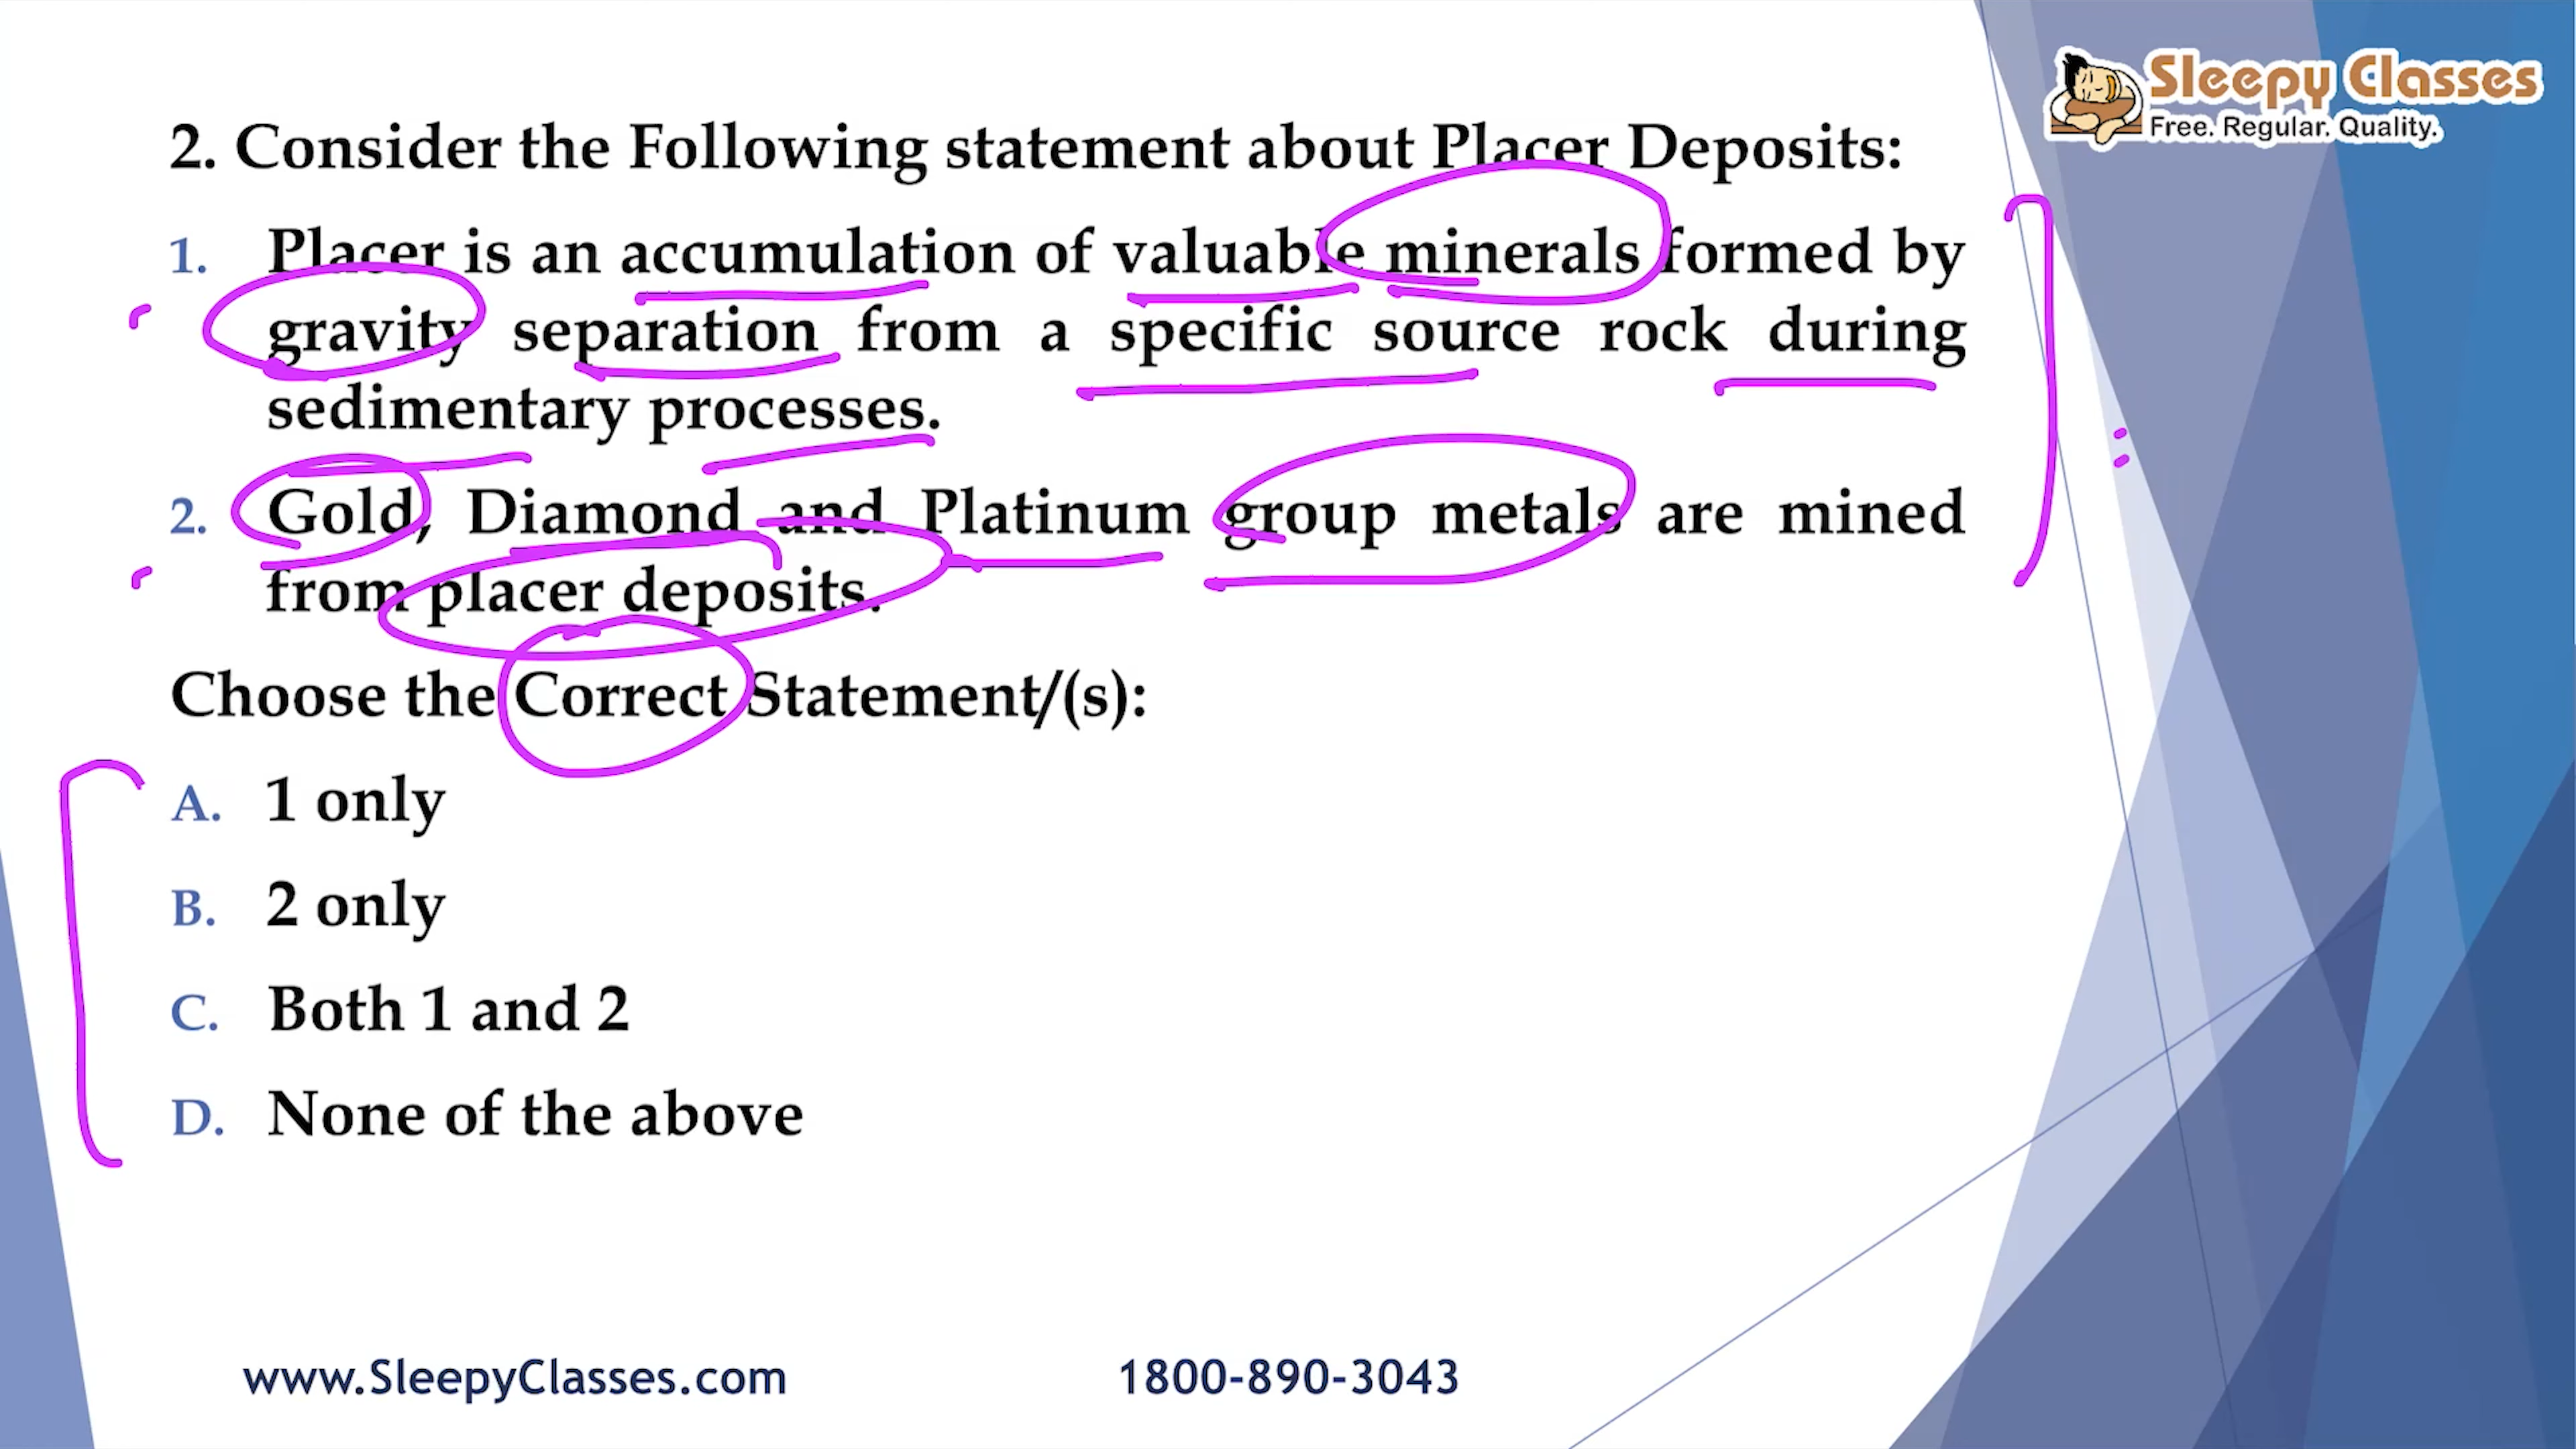 Sleepy Classes
Free. Regular. Quality.
2. Consider the Following statement about Placer Deposits:
1. Placer is an accumulation of valuable minerals formed by
gravity separation from a specific source rock during
sedimentary processes.
2. Gold, Diamond and Platinum group metals are mined
from placer deposits.
Choose the Correct Statement/(s):
A. 1 only
B. 2 only
C. Both 1 and 2
D. None of the above
www.SleepyClasses.com 1800-890-3043